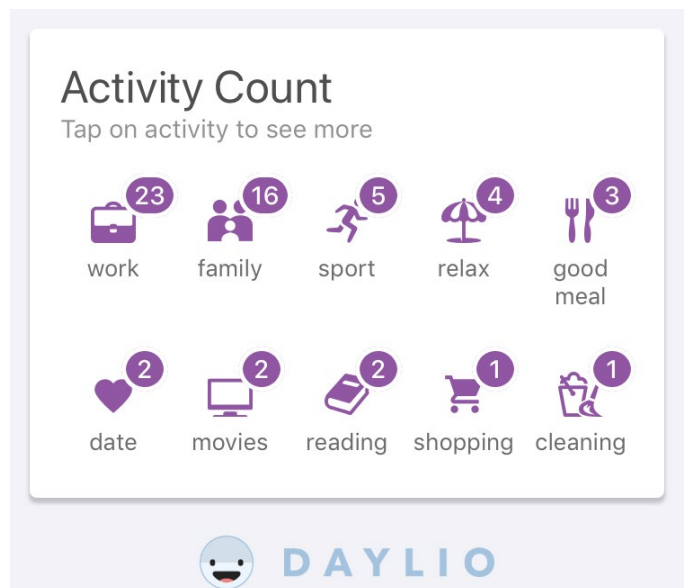 Activity Count
Tap on activity to see more
23 16 5 4 3
work family sport relax good
meal
2 2 2 1 1
date movies reading shopping cleaning
DAYLIO